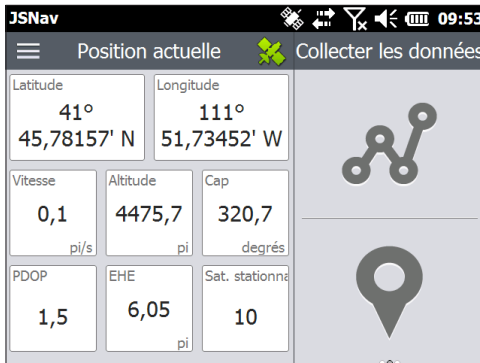 JSNav 09:53
Position actuelle
Collecter les données
Latitude
41°
45,78157' N
Longitude
111°
51,73452' W
Vitesse
0,1
pi/s
Altitude
4475,7
pi
Cap
320,7
degrés
PDOP
1,5
EHE
6,05
pi
Sat. stationna
10